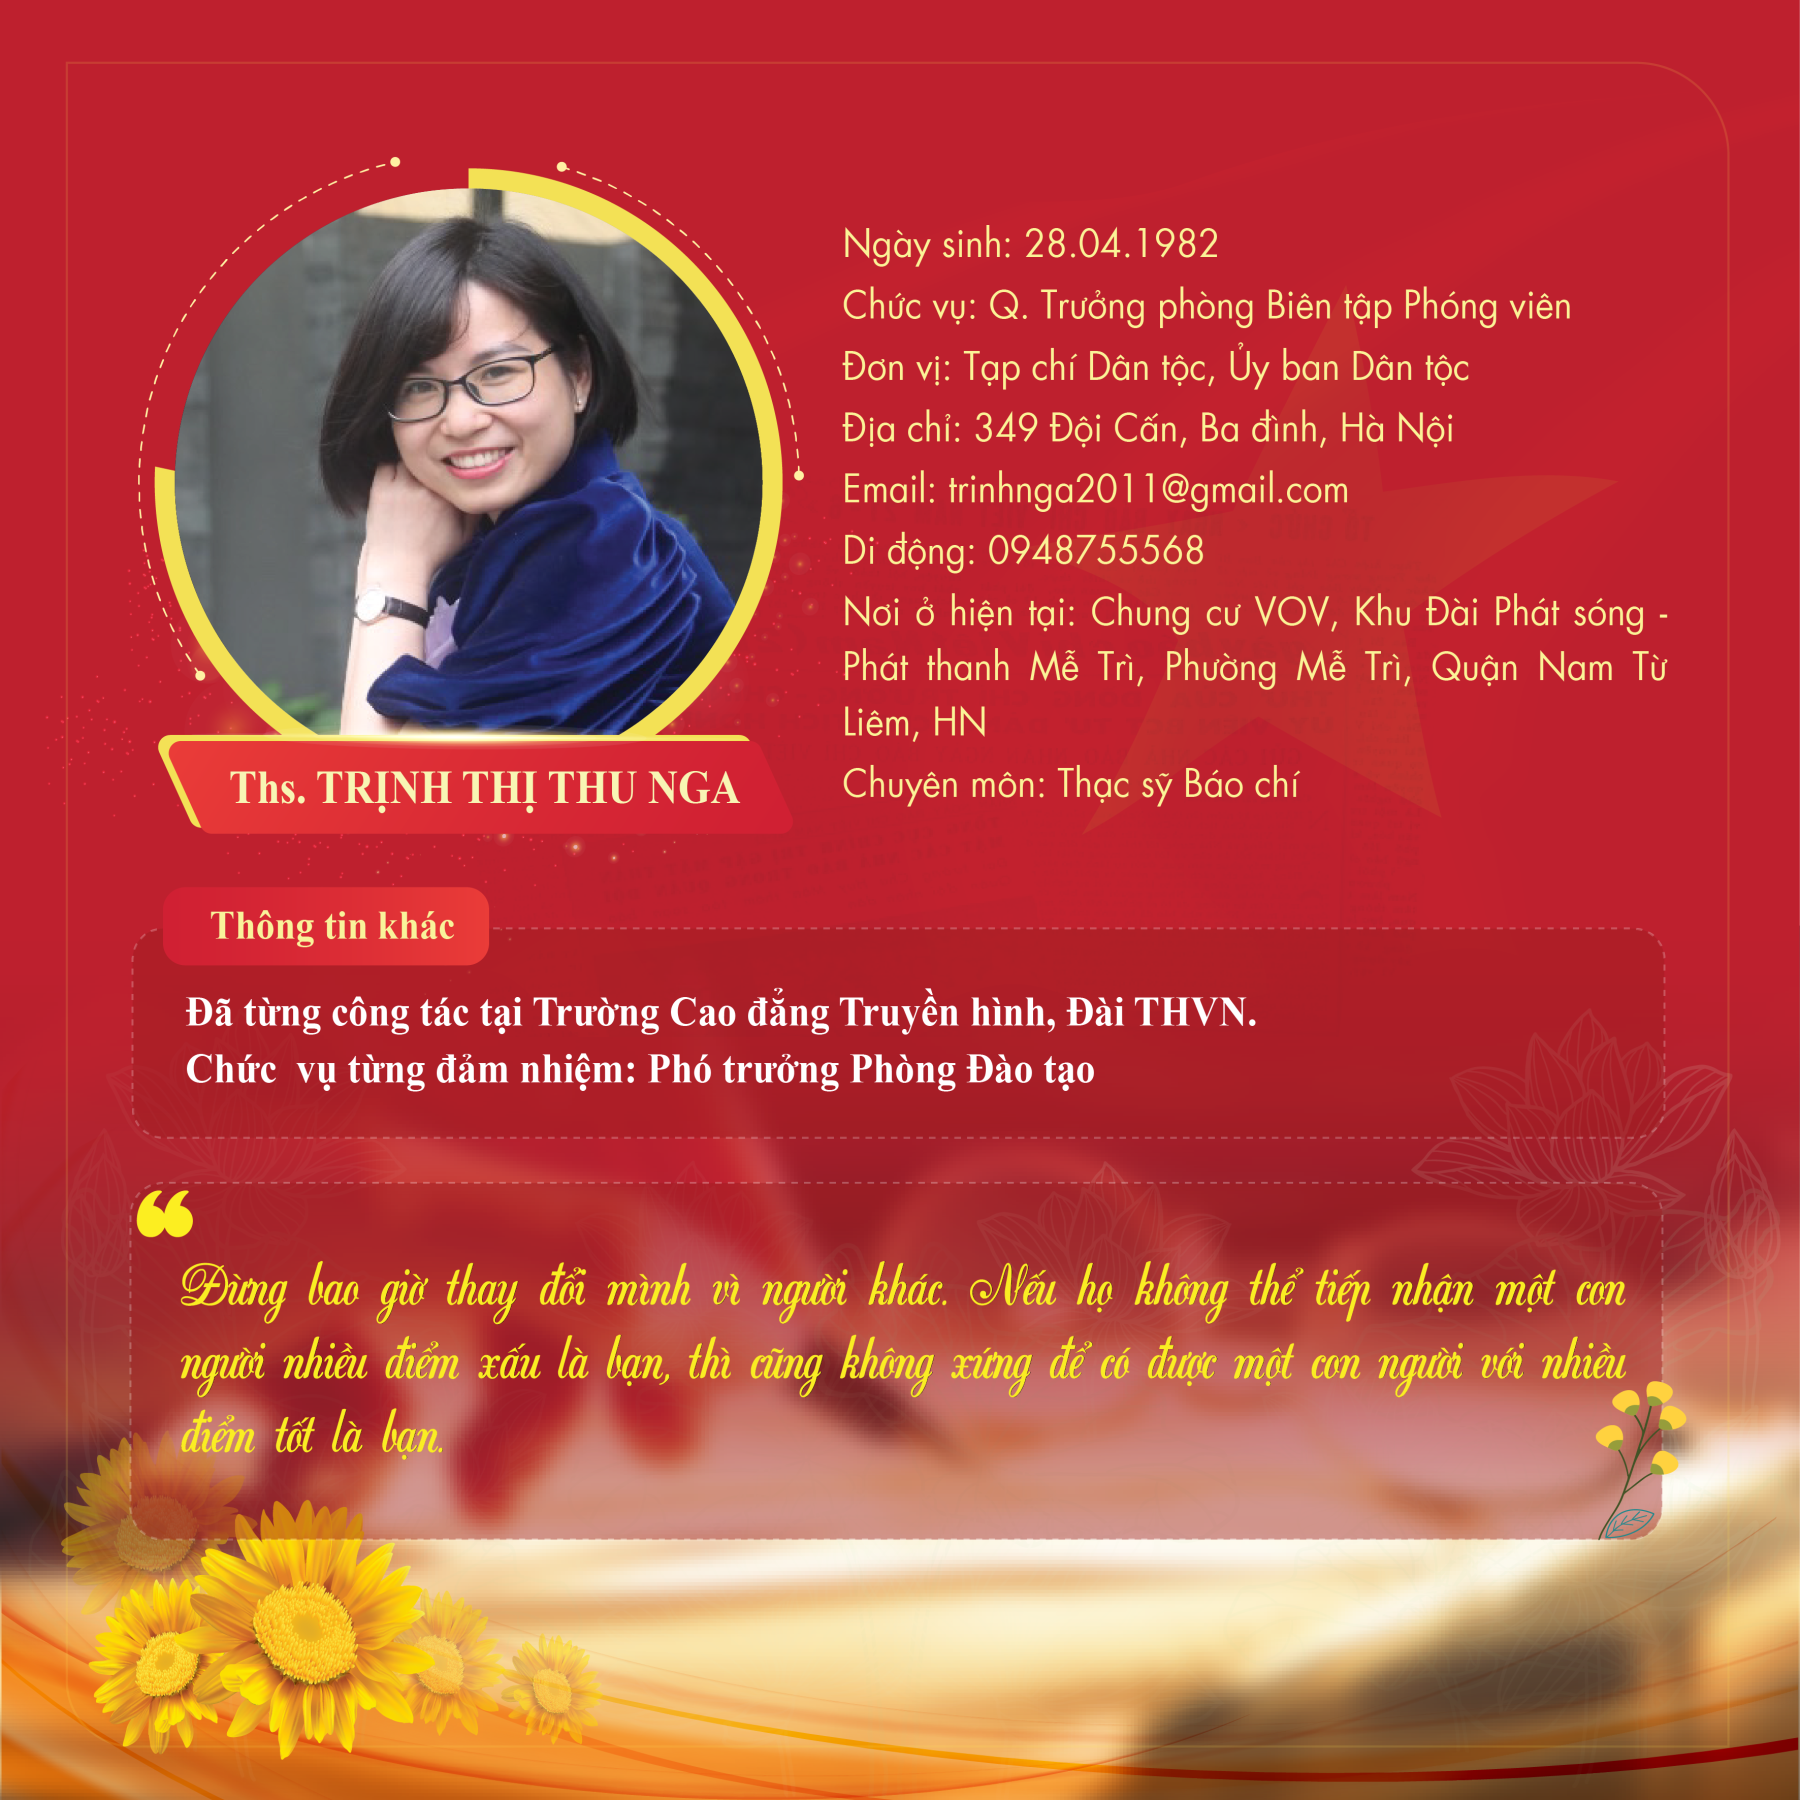 Ngày sinh: 28.04.1982
Chức vụ: Q. Trưởng phòng Biên tập Phóng viên
Đơn vị: Tạp chí Dân tộc, Ủy ban Dân tộc
Địa chỉ: 349 Đội Cấn, Ba đình, Hà Nội
Email: trinhnga2011@gmail.com
Di động: 0948755568
Nơi ở hiện tại: Chung cư VOV, Khu Đài Phát sóng -
Phát thanh Mễ Trì, Phường Mễ Trì, Quận Nam Từ
Liêm, HN
Chuyên môn: Thạc sỹ Báo chí
Ths. TRỊNH THỊ THU NGA
Thông tin khác
Đã từng công tác tại Trường Cao đẳng Truyền hình, Đài THVN.
Chức  vụ từng đảm nhiệm: Phó trưởng Phòng Đào tạo
❝
Đừng bao giờ thay đổi mình vì người khác. Nếu họ không thể tiếp nhận một con
người nhiều điểm xấu là bạn, thì cũng không xứng để có được một con người với nhiều
điểm tốt là bạn.